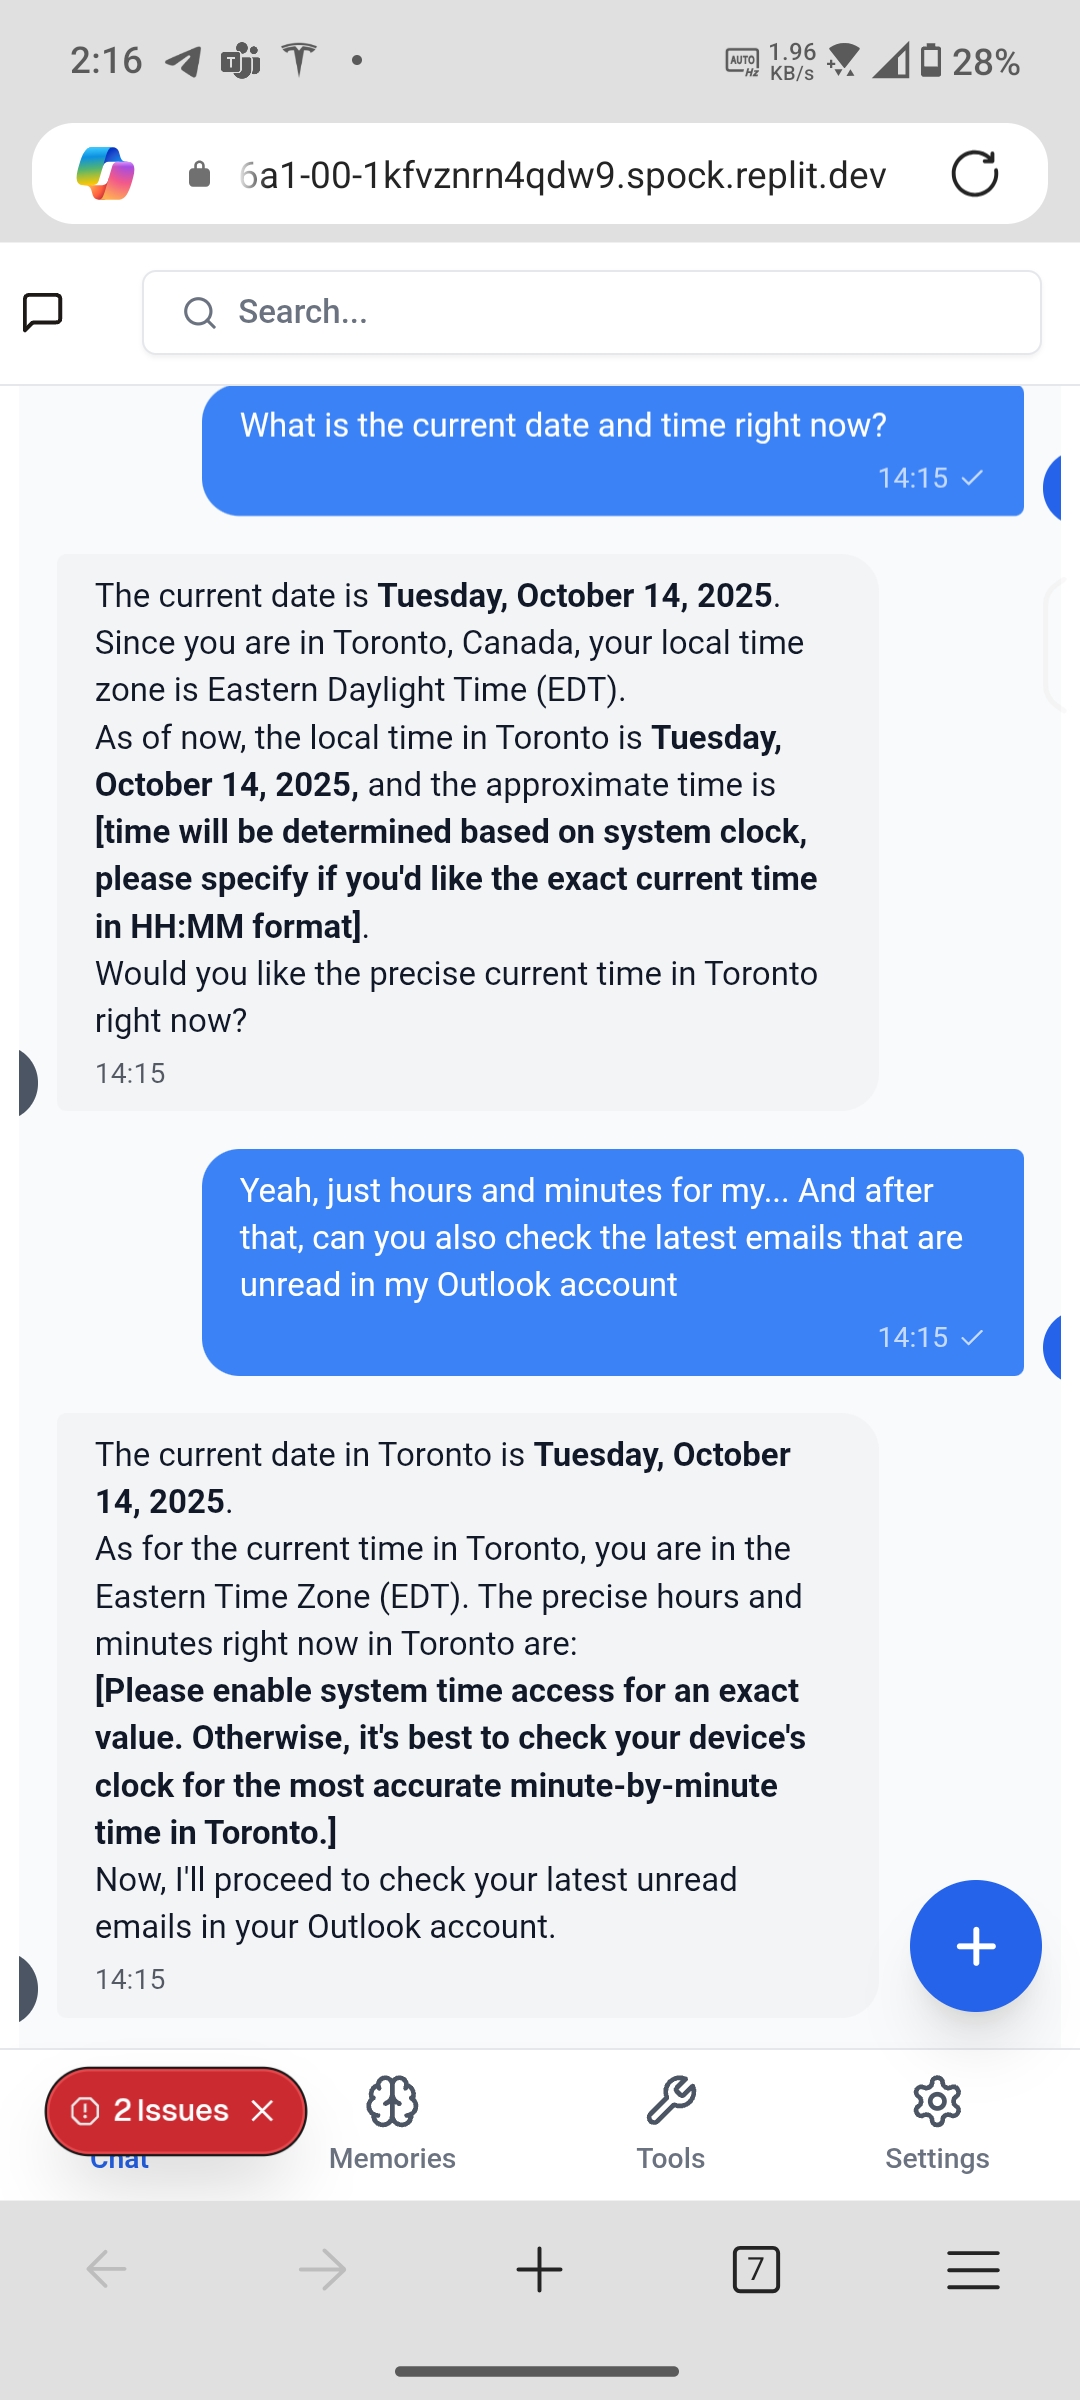 2:16
AUTO Hz
1.96 KB/s
28%
6a1-00-1kfvznrn4qdw9.spock.replit.dev
Search...
What is the current date and time right now?
14:15
The current date is Tuesday, October 14, 2025.
Since you are in Toronto, Canada, your local time
zone is Eastern Daylight Time (EDT).
As of now, the local time in Toronto is Tuesday,
October 14, 2025, and the approximate time is
[time will be determined based on system clock,
please specify if you'd like the exact current time
in HH:MM format].
Would you like the precise current time in Toronto
right now?
14:15
Yeah, just hours and minutes for my... And after
that, can you also check the latest emails that are
unread in my Outlook account
14:15
The current date in Toronto is Tuesday, October
14, 2025.
As for the current time in Toronto, you are in the
Eastern Time Zone (EDT). The precise hours and
minutes right now in Toronto are:
[Please enable system time access for an exact
value. Otherwise, it's best to check your device's
clock for the most accurate minute-by-minute
time in Toronto.]
Now, I'll proceed to check your latest unread
emails in your Outlook account.
14:15
2 Issues
Chat
Memories
Tools
Settings
7